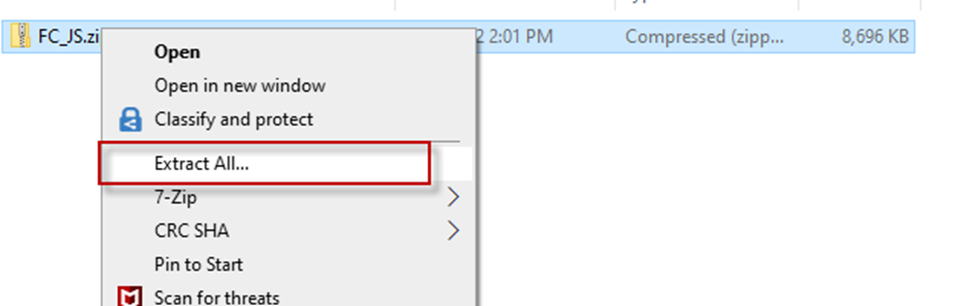 FC_JS.zi 2 2:01 PM Compressed (zipp... 8,696 KB
Open
Open in new window
Classify and protect
Extract All...
7-Zip
CRC SHA
Pin to Start
Scan for threats